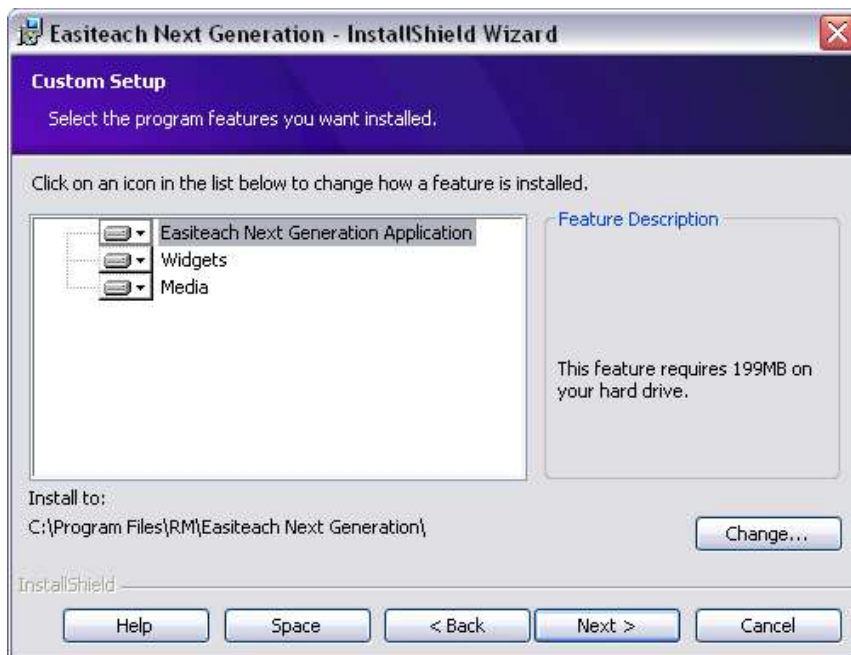 Easiteach Next Generation - InstallShield Wizard
Custom Setup
Select the program features you want installed.
Click on an icon in the list below to change how a feature is installed.
Easiteach Next Generation Application
Widgets
Media
Feature Description
This feature requires 199MB on
your hard drive.
Install to:
C:\Program Files\RM\Easiteach Next Generation\
Change...
InstallShield
Help
Space
< Back
Next >
Cancel